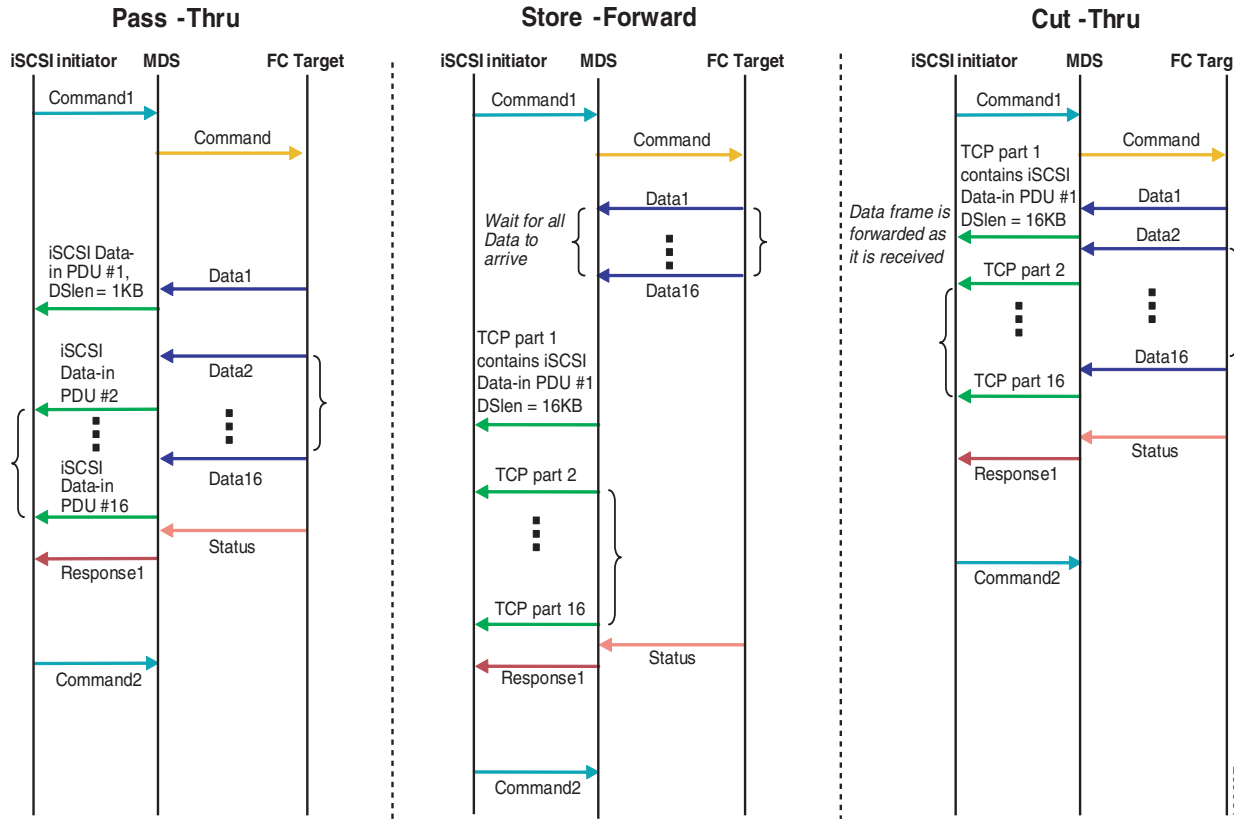 Pass -Thru
iSCSI initiator MDS FC Target
Command1
Command
iSCSI Data-
in PDU #1,
DSlen = 1KB
Data1
iSCSI
Data-in
PDU #2
Data2
iSCSI
Data-in
PDU #16
Data16
Status
Response1
Command2
Store -Forward
iSCSI initiator MDS FC Target
Command1
Command
Data1
Wait for all
Data to
arrive
Data16
TCP part 1
contains iSCSI
Data-in PDU #1
DSlen = 16KB
TCP part 2
TCP part 16
Status
Response1
Command2
Cut -Thru
iSCSI initiator MDS FC Targ
Command1
Command
TCP part 1
contains iSCSI
Data-in PDU #1
DSlen = 16KB
Data1
Data frame is
forwarded as
it is received
Data2
TCP part 2
Data16
TCP part 16
Status
Response1
Command2